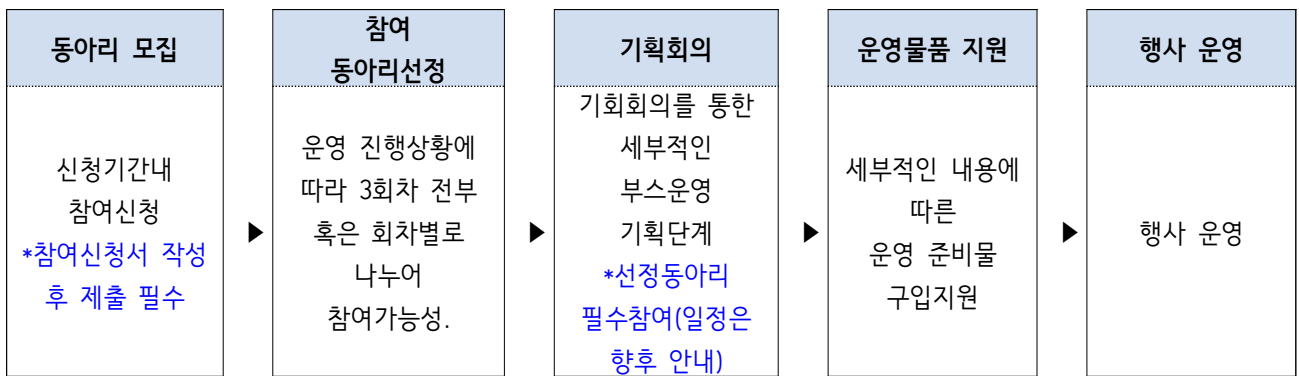 동아리 모집
신청기간내
참여신청
*참여신청서 작성
후 제출 필수
▶
참여
동아리선정
운영 진행상황에
따라 3회차 전부
혹은 회차별로
나누어
참여가능성.
▶
기획회의
기회회의를 통한
세부적인
부스운영
기획단계
*선정동아리
필수참여(일정은
향후 안내)
▶
운영물품 지원
세부적인 내용에
따른
운영 준비물
구입지원
▶
행사 운영
행사 운영